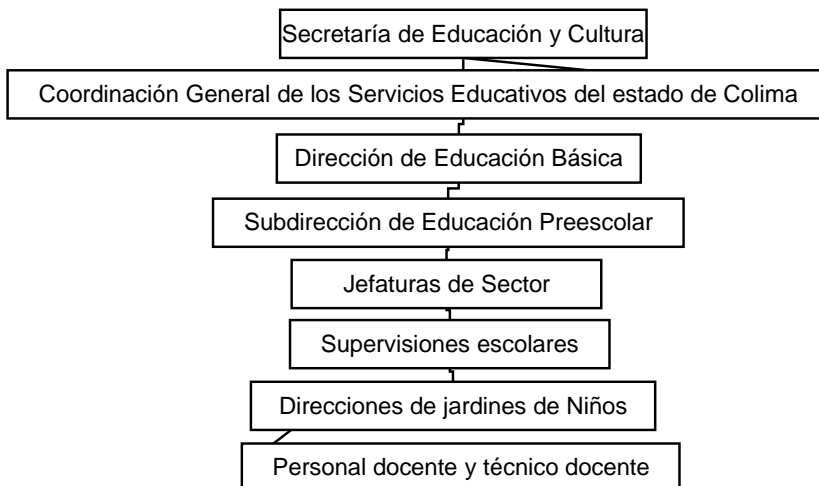 Secretaría de Educación y Cultura
Coordinación General de los Servicios Educativos del estado de Colima
Dirección de Educación Básica
Subdirección de Educación Preescolar
Jefaturas de Sector
Supervisiones escolares
Direcciones de jardines de Niños
Personal docente y técnico docente